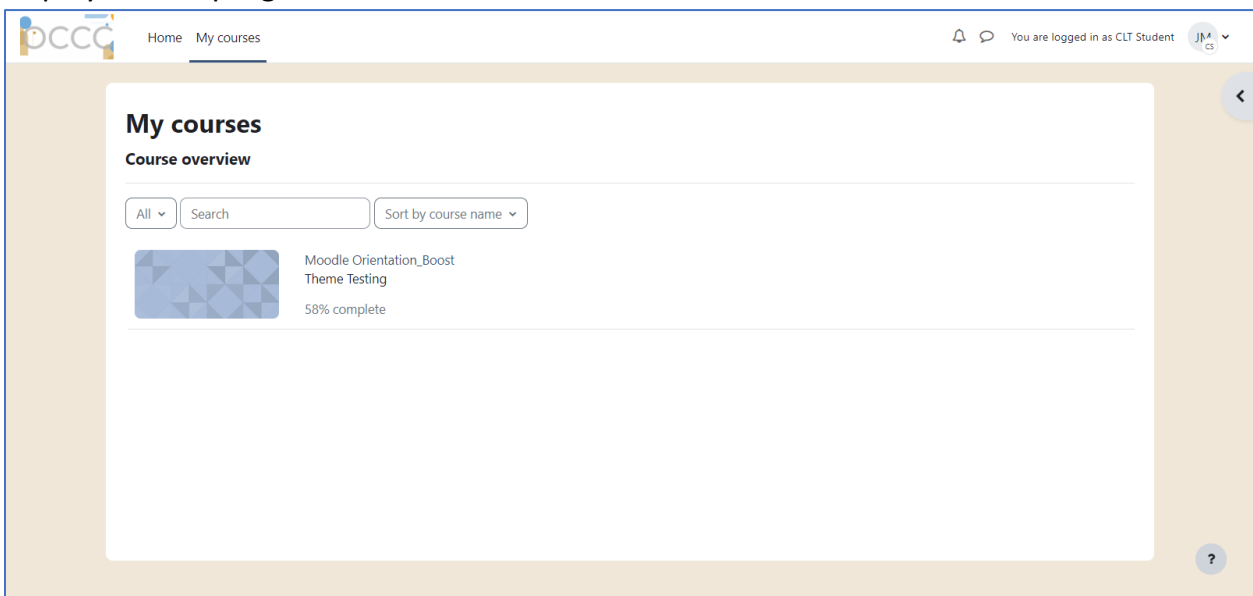 occc
Home My courses
You are logged in as CLT Student JM CS
My courses
Course overview
All Search Sort by course name
Moodle Orientation_Boost
Theme Testing
58% complete
?